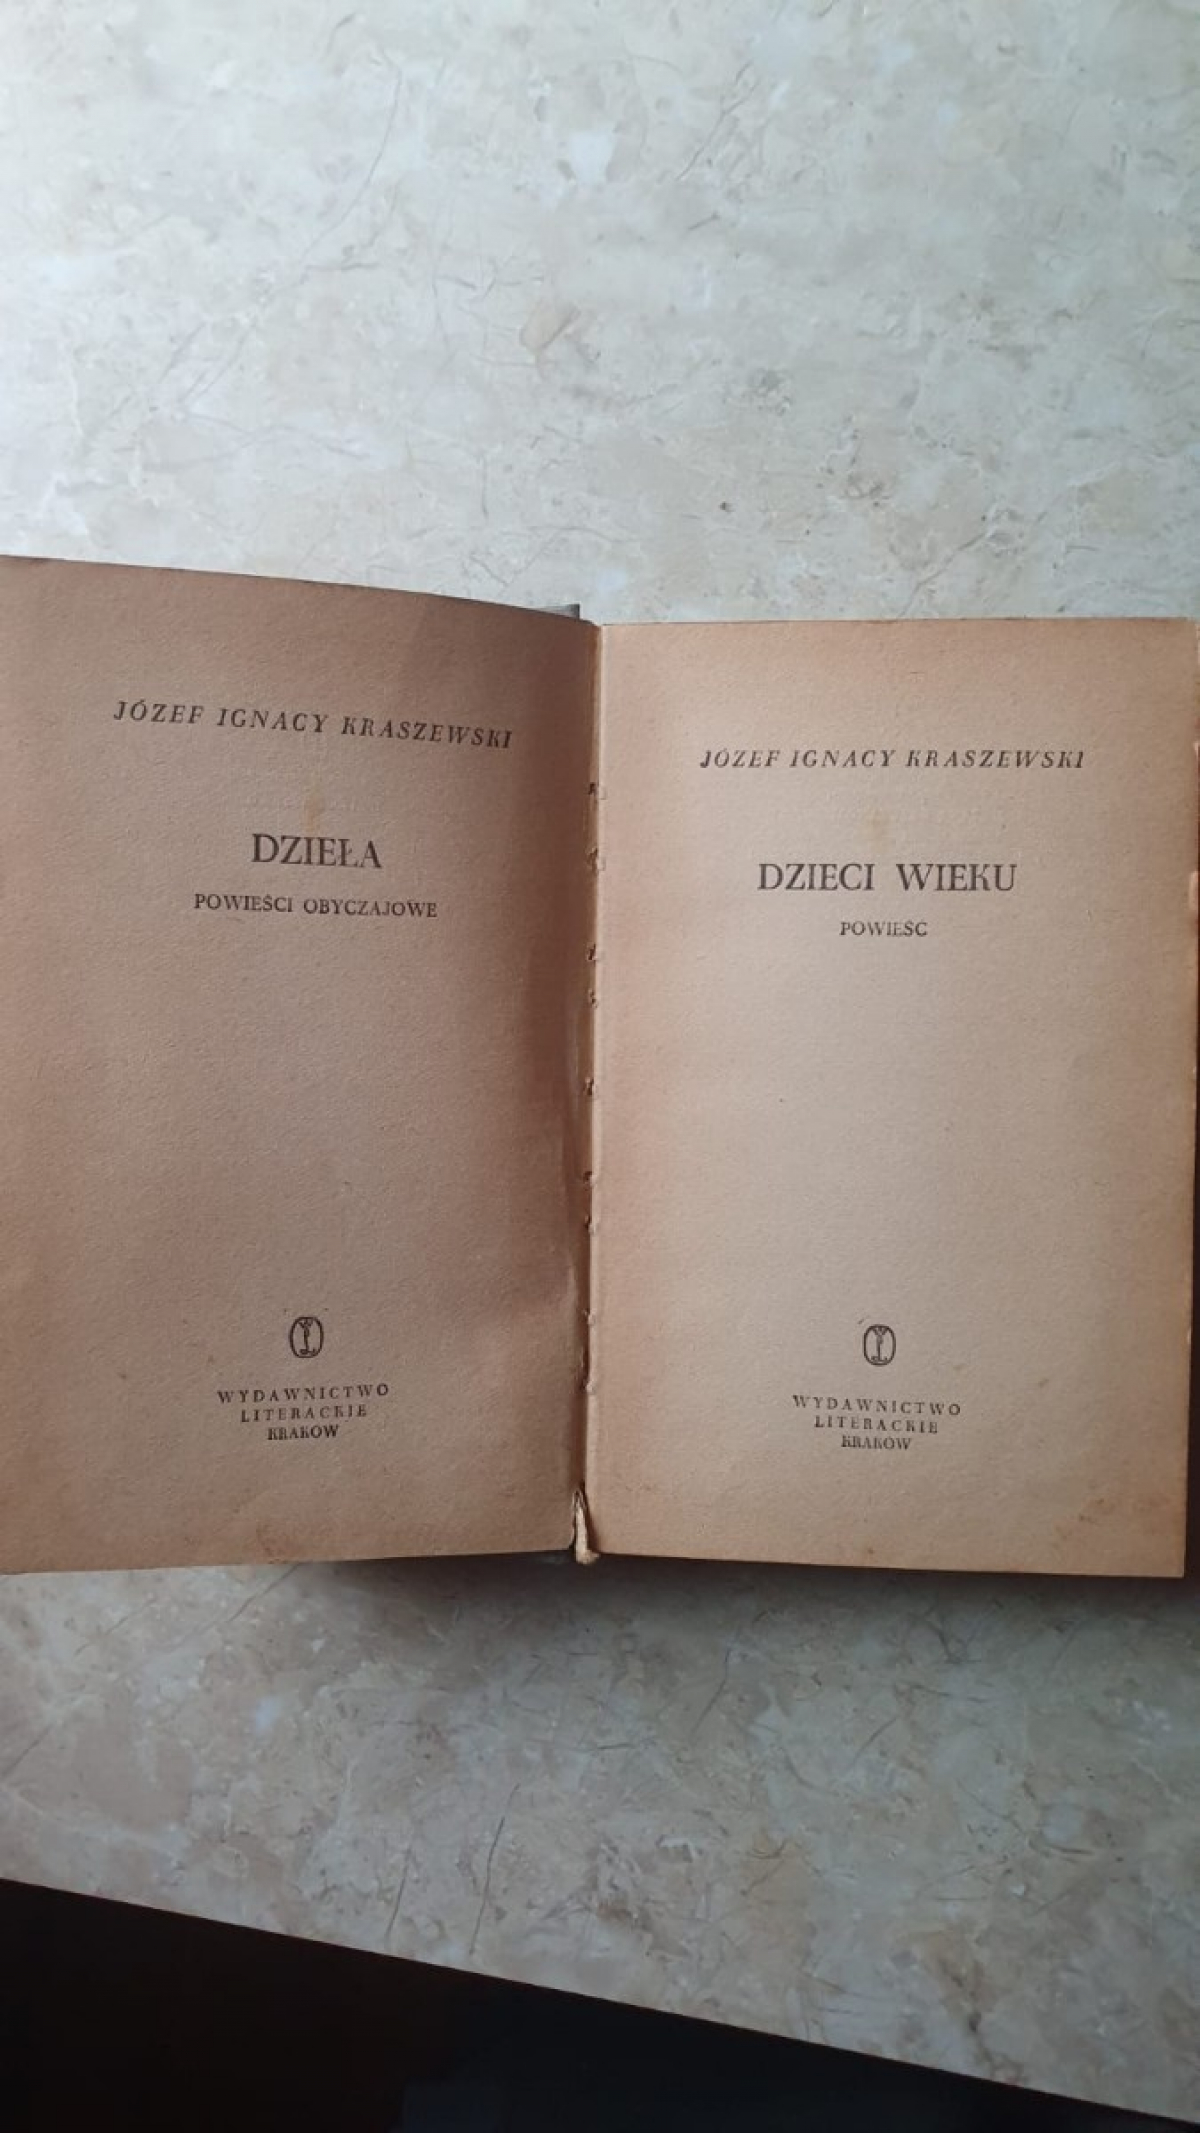 JÓZEF IGNACY KRASZEWSKI
DZIEŁA
POWIEŚCI OBYCZAJOWE
WYDAWNICTWO
LITERACKIE
KRAKÓW
JÓZEF IGNACY KRASZEWSKI
DZIECI WIEKU
POWIEŚĆ
WYDAWNICTWO
LITERACKIE
KRAKÓW